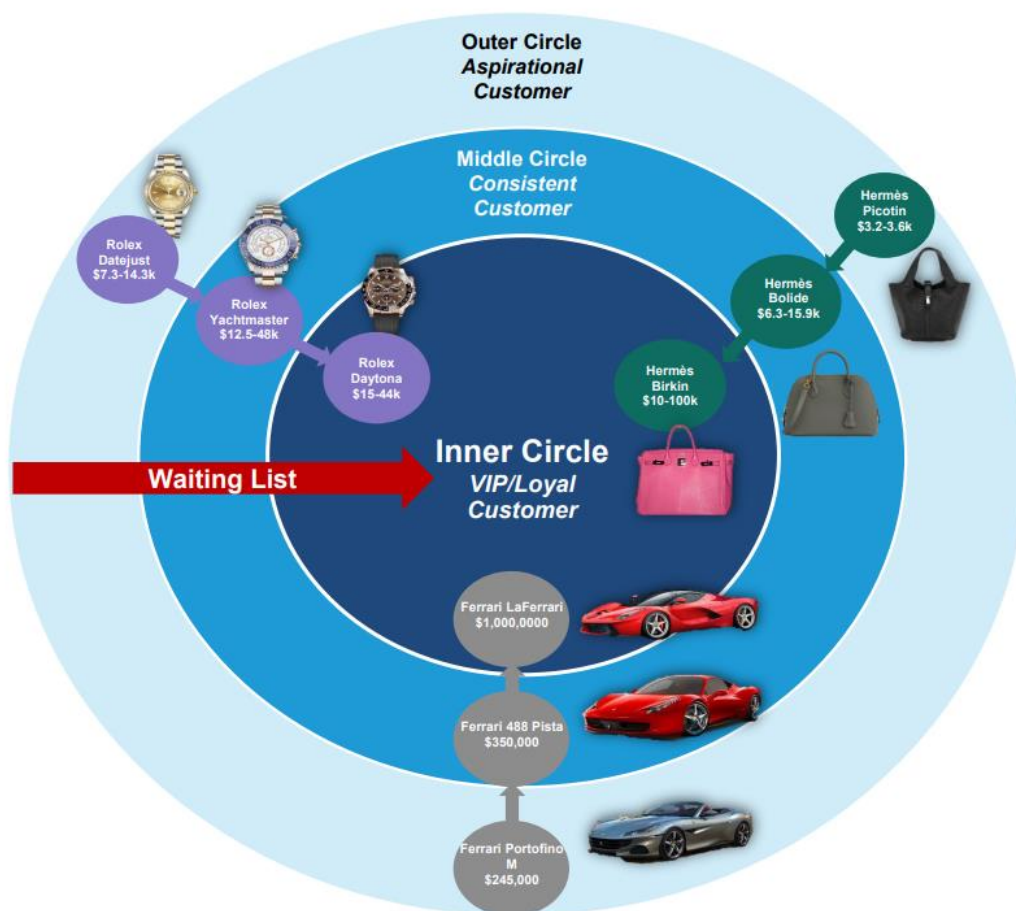 Outer Circle
Aspirational
Customer
Middle Circle
Consistent
Customer
Inner Circle
VIP/Loyal
Customer
Waiting List
Rolex
Datejust
$7.3-14.3k
Rolex
Yachtmaster
$12.5-48k
Rolex
Daytona
$15-44k
Hermès
Picotin
$3.2-3.6k
Hermès
Bolide
$6.3-15.9k
Hermès
Birkin
$10-100k
Ferrari LaFerrari
$1,000,0000
Ferrari 488 Pista
$350,000
Ferrari Portofino
M
$245,000